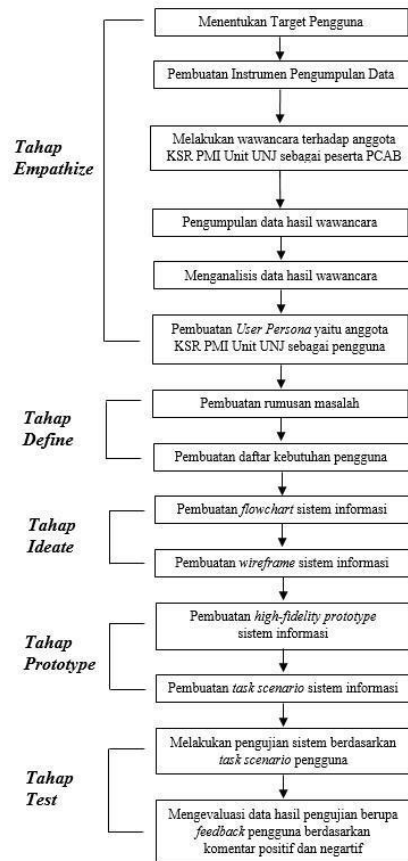 Menentukan Target Pengguna
Pembuatan Instrumen Pengumpulan Data
Tahap
Empathize
Melakukan wawancara terhadap anggota
KSR PMI Unit UNJ sebagai peserta PCAB
Pengumpulan data hasil wawancara
Menganalisis data hasil wawancara
Pembuatan User Persona yaitu anggota
KSR PMI Unit UNJ sebagai pengguna
Tahap
Define
Pembuatan rumusan masalah
Pembuatan daftar kebutuhan pengguna
Tahap
Ideate
Pembuatan flowchart sistem informasi
Pembuatan wireframe sistem informasi
Tahap
Prototype
Pembuatan high-fidelity prototype
sistem informasi
Pembuatan task scenario sistem informasi
Tahap
Test
Melakukan pengujian sistem berdasarkan
task scenario pengguna
Mengevaluasi data hasil pengujian berupa
feedback pengguna berdasarkan
komentar positif dan negartif